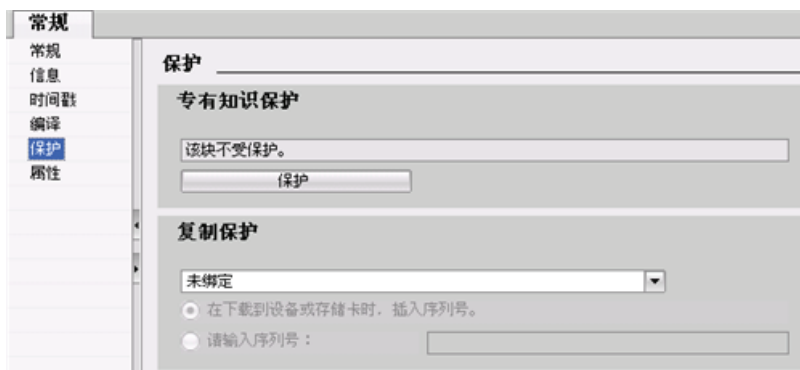 常规
常规
信息
时间戳
编译
保护
属性
保护
专有知识保护
该块不受保护。
保护
复制保护
未绑定
在下载到设备或存储卡时，插入序列号。
请输入序列号：